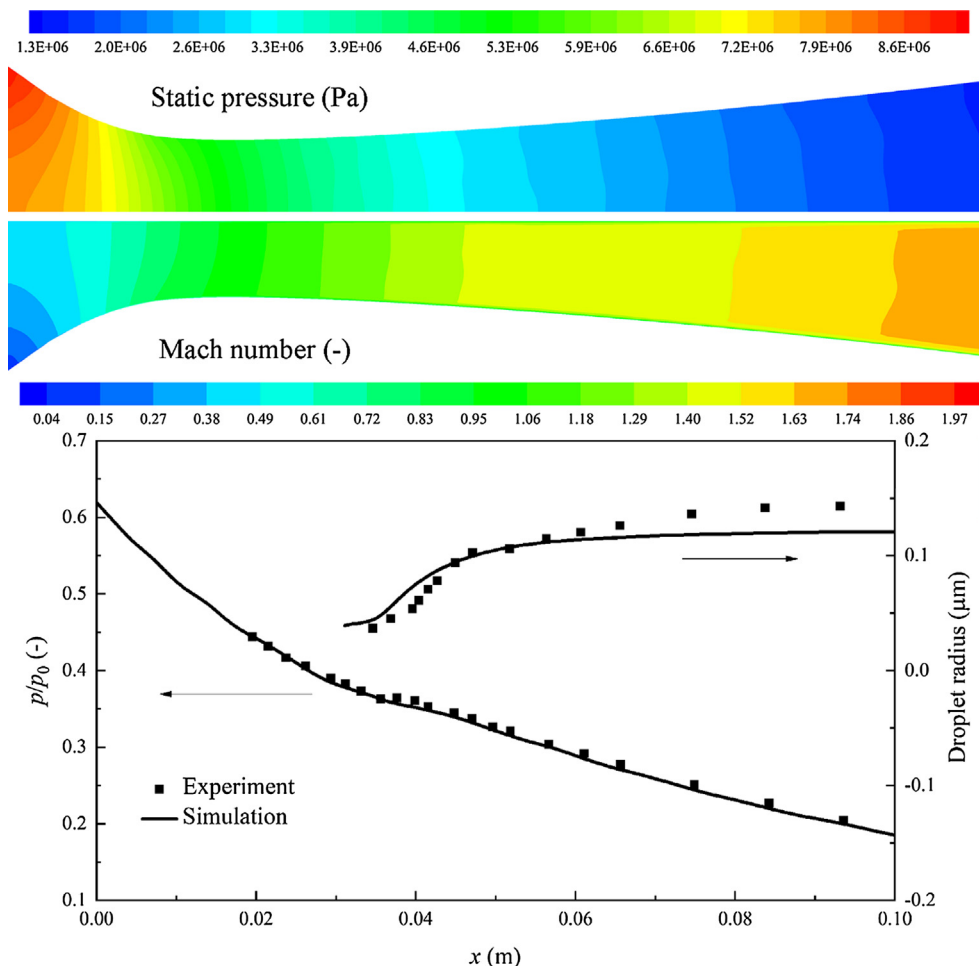 1.3E+06 2.0E+06 2.6E+06 3.3E+06 3.9E+06 4.6E+06 5.3E+06 5.9E+06 6.6E+06 7.2E+06 7.9E+06 8.6E+06
Static pressure (Pa)
Mach number (-)
0.04 0.15 0.27 0.38 0.49 0.61 0.72 0.83 0.95 1.06 1.18 1.29 1.40 1.52 1.63 1.74 1.86 1.97
0.7
0.6
0.5
0.4
0.3
0.2
0.1
p/p0 (-)
Experiment
Simulation
0.2
0.1
0.0
-0.1
-0.2
Droplet radius (μm)
0.00 0.02 0.04 0.06 0.08 0.10
x (m)